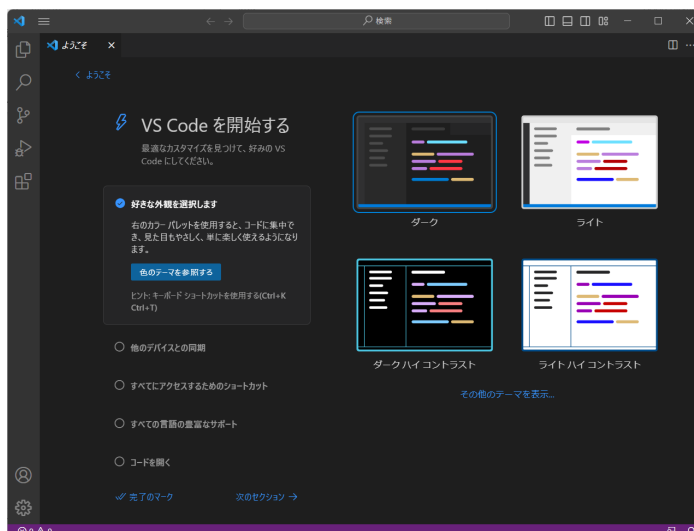 検索
ようこそ
ようこそ
VS Code を開始する
最適なカスタマイズを見つけて、好みの VS
Code にしてください。
好きな外観を選択します
右のカラー パレットを使用すると、コードに集中で
き、見た目もやさしく、単に楽しく使えるようになり
ます。
色のテーマを参照する
ヒント: キーボード ショートカットを使用する(Ctrl+K
Ctrl+T)
他のデバイスとの同期
すべてにアクセスするためのショートカット
すべての言語の豊富なサポート
コードを開く
完了のマーク
次のセクション
ダーク
ライト
ダーク ハイ コントラスト
ライト ハイ コントラスト
その他のテーマを表示...